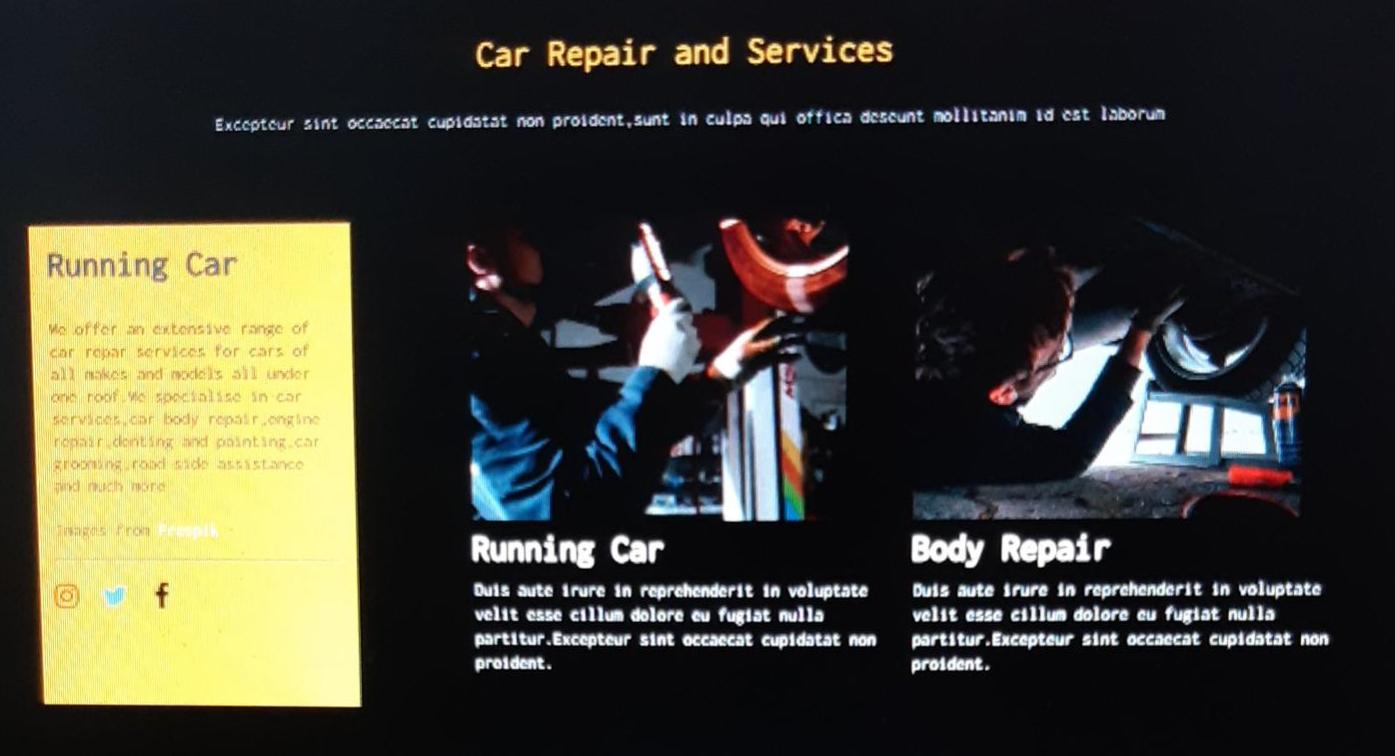 Car Repair and Services
Excepteur sint occaecat cupidatat non proident,sunt in culpa qui offica deseunt mollitanim id est laborum
Running Car
We offer an extensive range of
car repar services for cars of
all makes and models all under
one roof.We specialise in car
services,car body repair,engine
repair,denting and painting,car
grooming,road side assistance
and much more
Images from Freepik
Running Car
Duis aute irure in reprehenderit in voluptate
velit esse cillum dolore eu fugiat nulla
partitur.Excepteur sint occaecat cupidatat non
proident.
Body Repair
Duis aute irure in reprehenderit in voluptate
velit esse cillum dolore eu fugiat nulla
partitur.Excepteur sint occaecat cupidatat non
proident.